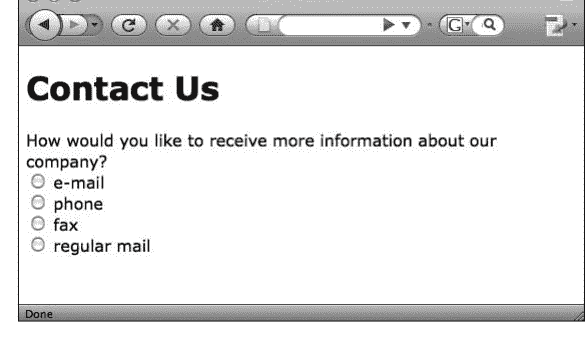 G
Contact Us
How would you like to receive more information about our
company?
e-mail
phone
fax
regular mail
Done